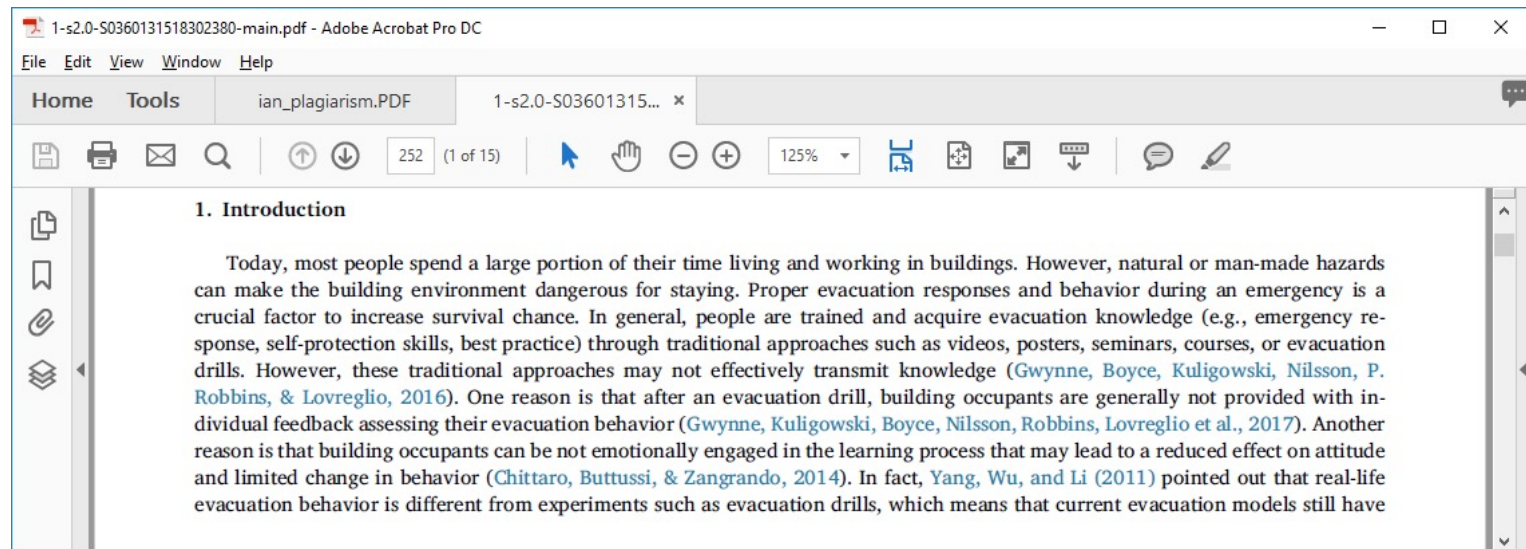 1-s2.0-S0360131518302380-main.pdf - Adobe Acrobat Pro DC
File Edit View Window Help
Home Tools ian_plagiarism.PDF 1-s2.0-S03601315... ×
252 (1 of 15) 125%
1. Introduction
Today, most people spend a large portion of their time living and working in buildings. However, natural or man-made hazards
can make the building environment dangerous for staying. Proper evacuation responses and behavior during an emergency is a
crucial factor to increase survival chance. In general, people are trained and acquire evacuation knowledge (e.g., emergency re-
sponse, self-protection skills, best practice) through traditional approaches such as videos, posters, seminars, courses, or evacuation
drills. However, these traditional approaches may not effectively transmit knowledge (Gwynne, Boyce, Kuligowski, Nilsson, P.
Robbins, & Lovreglio, 2016). One reason is that after an evacuation drill, building occupants are generally not provided with in-
dividual feedback assessing their evacuation behavior (Gwynne, Kuligowski, Boyce, Nilsson, Robbins, Lovreglio et al., 2017). Another
reason is that building occupants can be not emotionally engaged in the learning process that may lead to a reduced effect on attitude
and limited change in behavior (Chittaro, Buttussi, & Zangrando, 2014). In fact, Yang, Wu, and Li (2011) pointed out that real-life
evacuation behavior is different from experiments such as evacuation drills, which means that current evacuation models still have